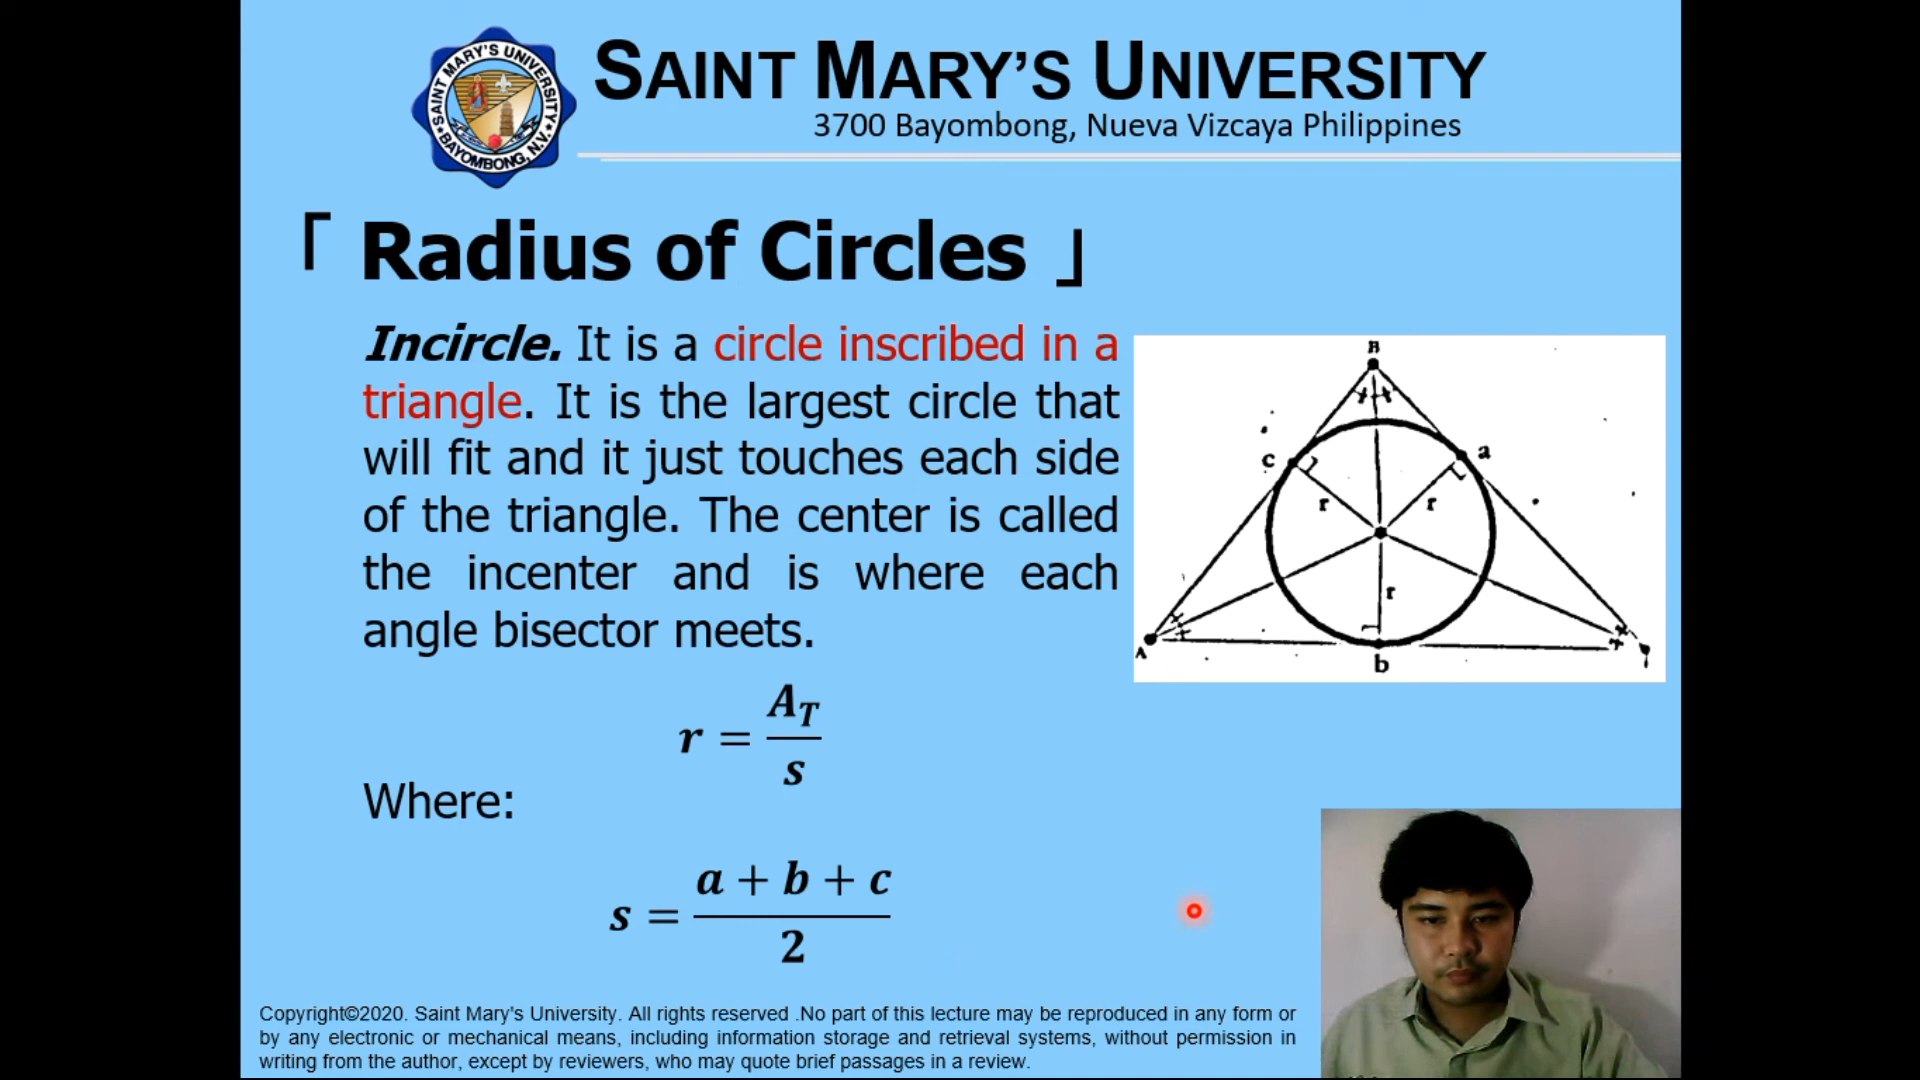 SAINT MARY'S UNIVERSITY
3700 Bayombong, Nueva Vizcaya Philippines
SAINT MARY'S UNIVERSITY
BAYOMBONG, N.V.
「 Radius of Circles 」
Incircle. It is a circle inscribed in a
triangle. It is the largest circle that
will fit and it just touches each side
of the triangle. The center is called
the incenter and is where each
angle bisector meets.
B
c
a
r
r
r
A
b
r = A_T / s
Where:
s = a + b + c / 2
Copyright©2020. Saint Mary's University. All rights reserved .No part of this lecture may be reproduced in any form or
by any electronic or mechanical means, including information storage and retrieval systems, without permission in
writing from the author, except by reviewers, who may quote brief passages in a review.